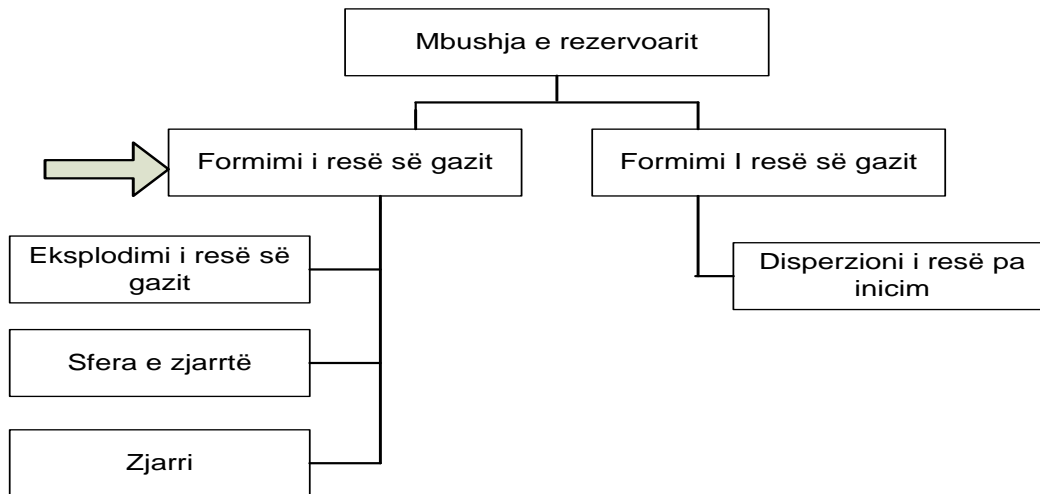 Mbushja e rezervoarit
Formimi i resë së gazit
Formimi I resë së gazit
Eksplodimi i resë së
gazit
Disperzioni i resë pa
inicim
Sfera e zjarrtë
Zjarri